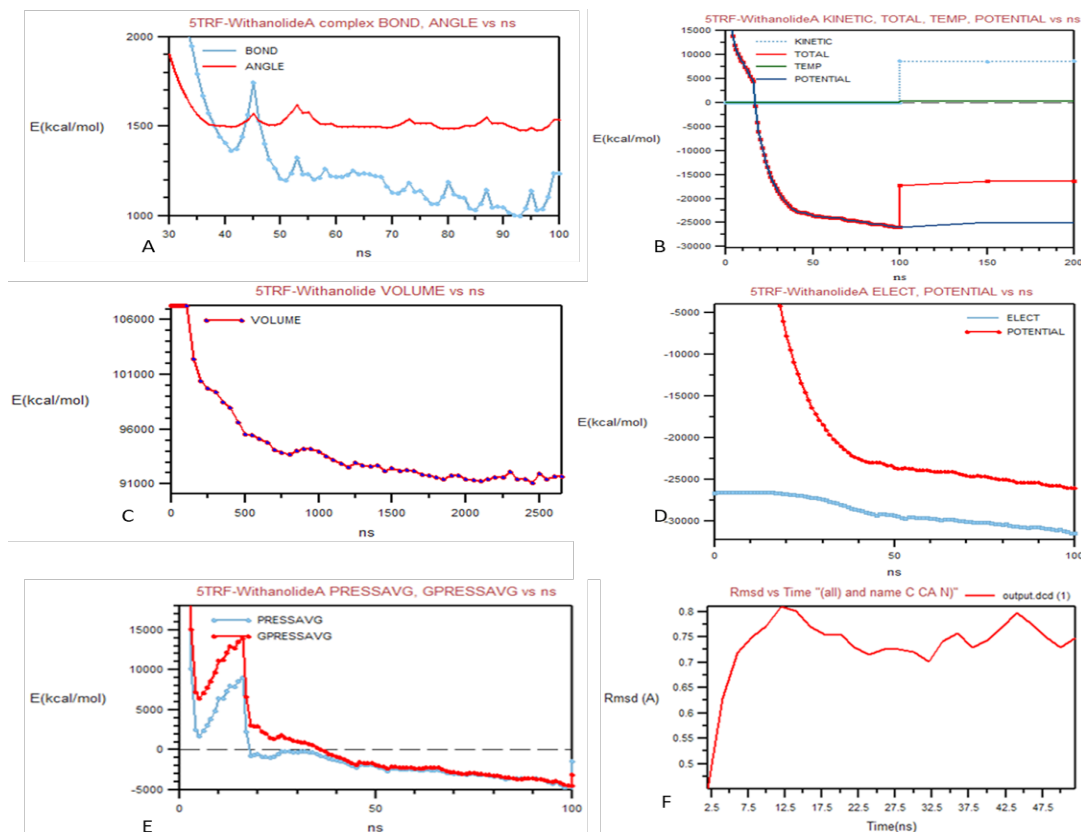 5TRF-WithanolideA complex BOND, ANGLE vs ns
2000
BOND
ANGLE
E(kcal/mol)
1500
1000
30 40 50 60 70 80 90 100
A
ns
5TRF-WithanolideA KINETIC, TOTAL, TEMP, POTENTIAL vs ns
15000
KINETIC
10000
TOTAL
TEMP
5000
POTENTIAL
0
-5000
E(kcal/mol)
-10000
-15000
-20000
-25000
-30000
0 50 100 150 200
B
ns
5TRF-Withanolide VOLUME vs ns
106000
VOLUME
101000
E(kcal/mol)
96000
91000
0 500 1000 1500 2000 2500
C
ns
5TRF-WithanolideA ELECT, POTENTIAL vs ns
-5000
ELECT
POTENTIAL
-10000
-15000
E(kcal/mol)
-20000
-25000
-30000
D
0 50 100
ns
5TRF-WithanolideA PRESSAVG, GPRESSAVG vs ns
15000
PRESSAVG
GPRESSAVG
10000
E(kcal/mol)
5000
0
-5000
0 50 100
E
ns
Rmsd vs Time "(all) and name C CA N)"
output.dcd (1)
0.8
0.75
0.7
Rmsd (A)
0.65
0.6
0.55
0.5
F
2.5 7.5 12.5 17.5 22.5 27.5 32.5 37.5 42.5 47.5
Time(ns)